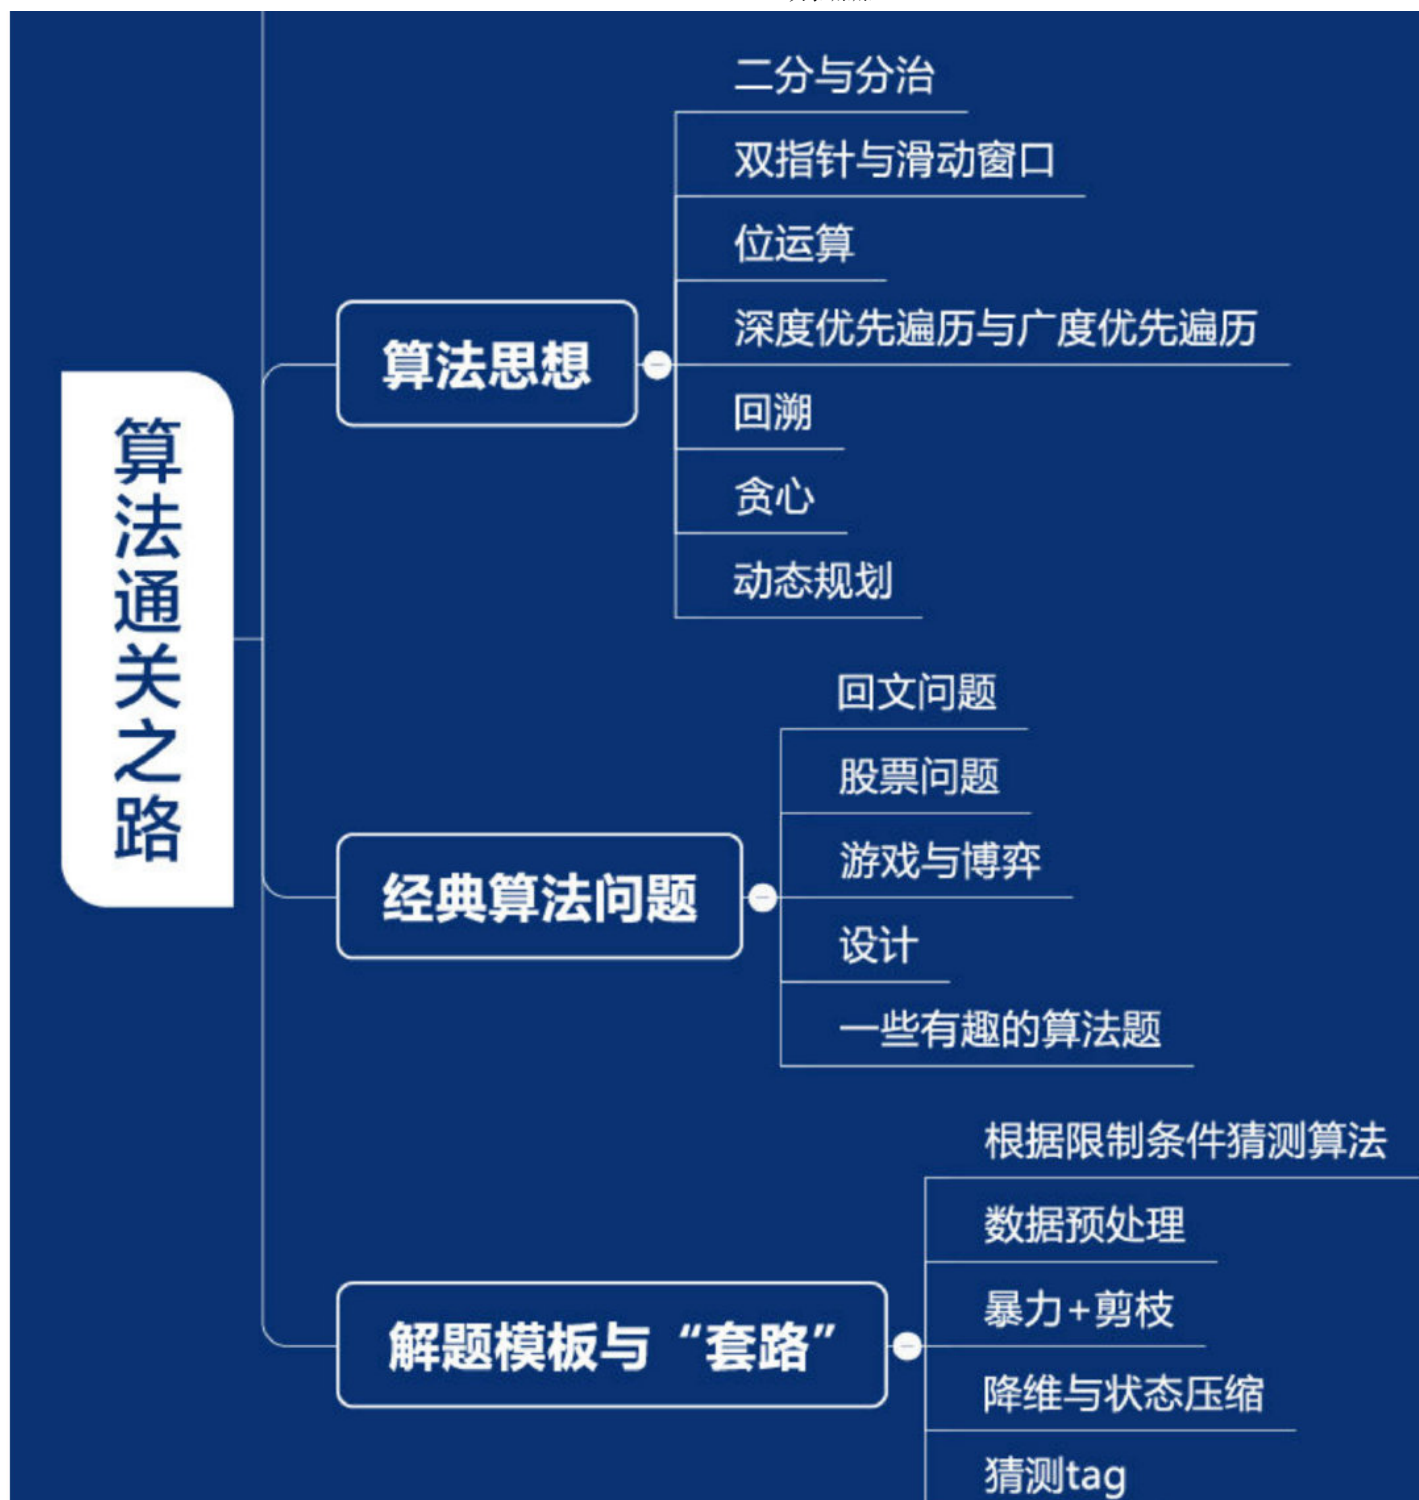 算法通关之路
算法思想
二分与分治
双指针与滑动窗口
位运算
深度优先遍历与广度优先遍历
回溯
贪心
动态规划
经典算法问题
回文问题
股票问题
游戏与博弈
设计
一些有趣的算法题
解题模板与“套路”
根据限制条件猜测算法
数据预处理
暴力+剪枝
降维与状态压缩
猜测tag